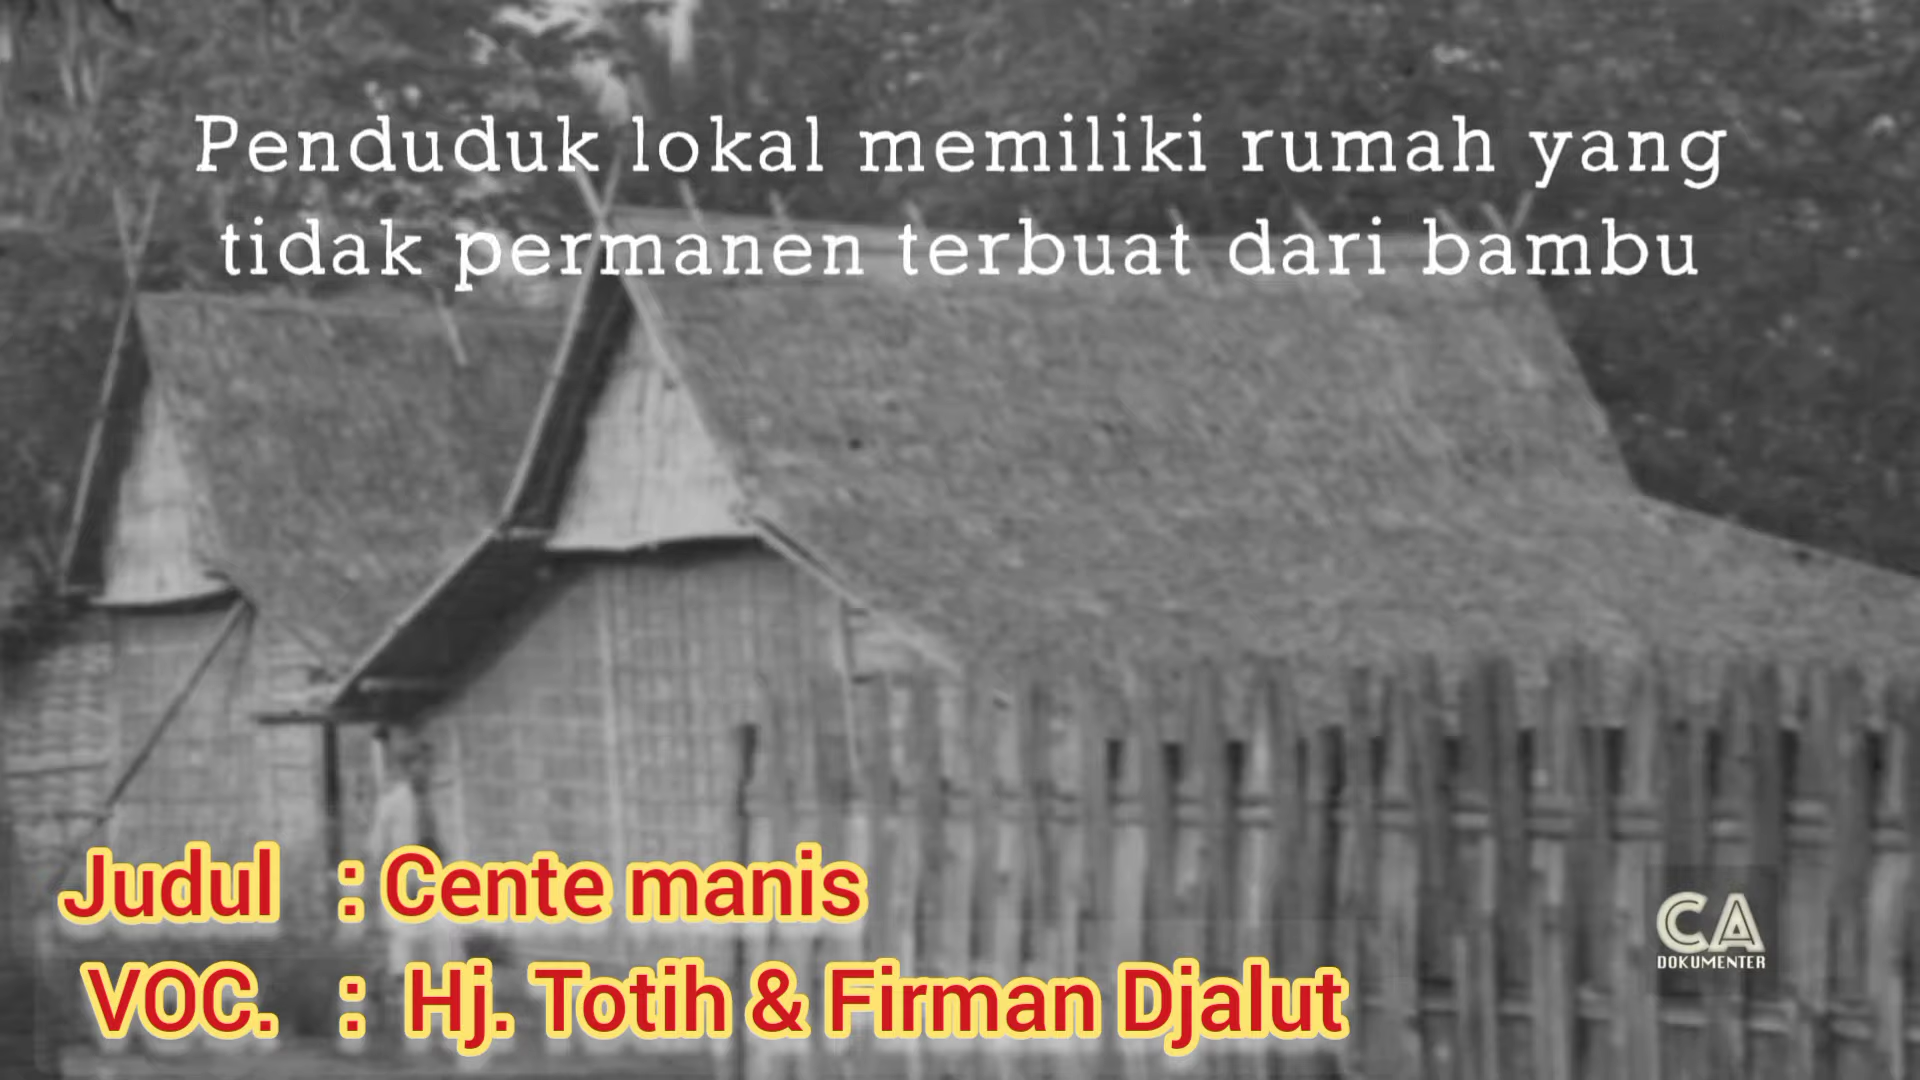 Penduduk lokal memiliki rumah yang
tidak permanen terbuat dari bambu
Judul : Cente manis
VOC. : Hj. Totih & Firman Djalut
CA
DOKUMENTER